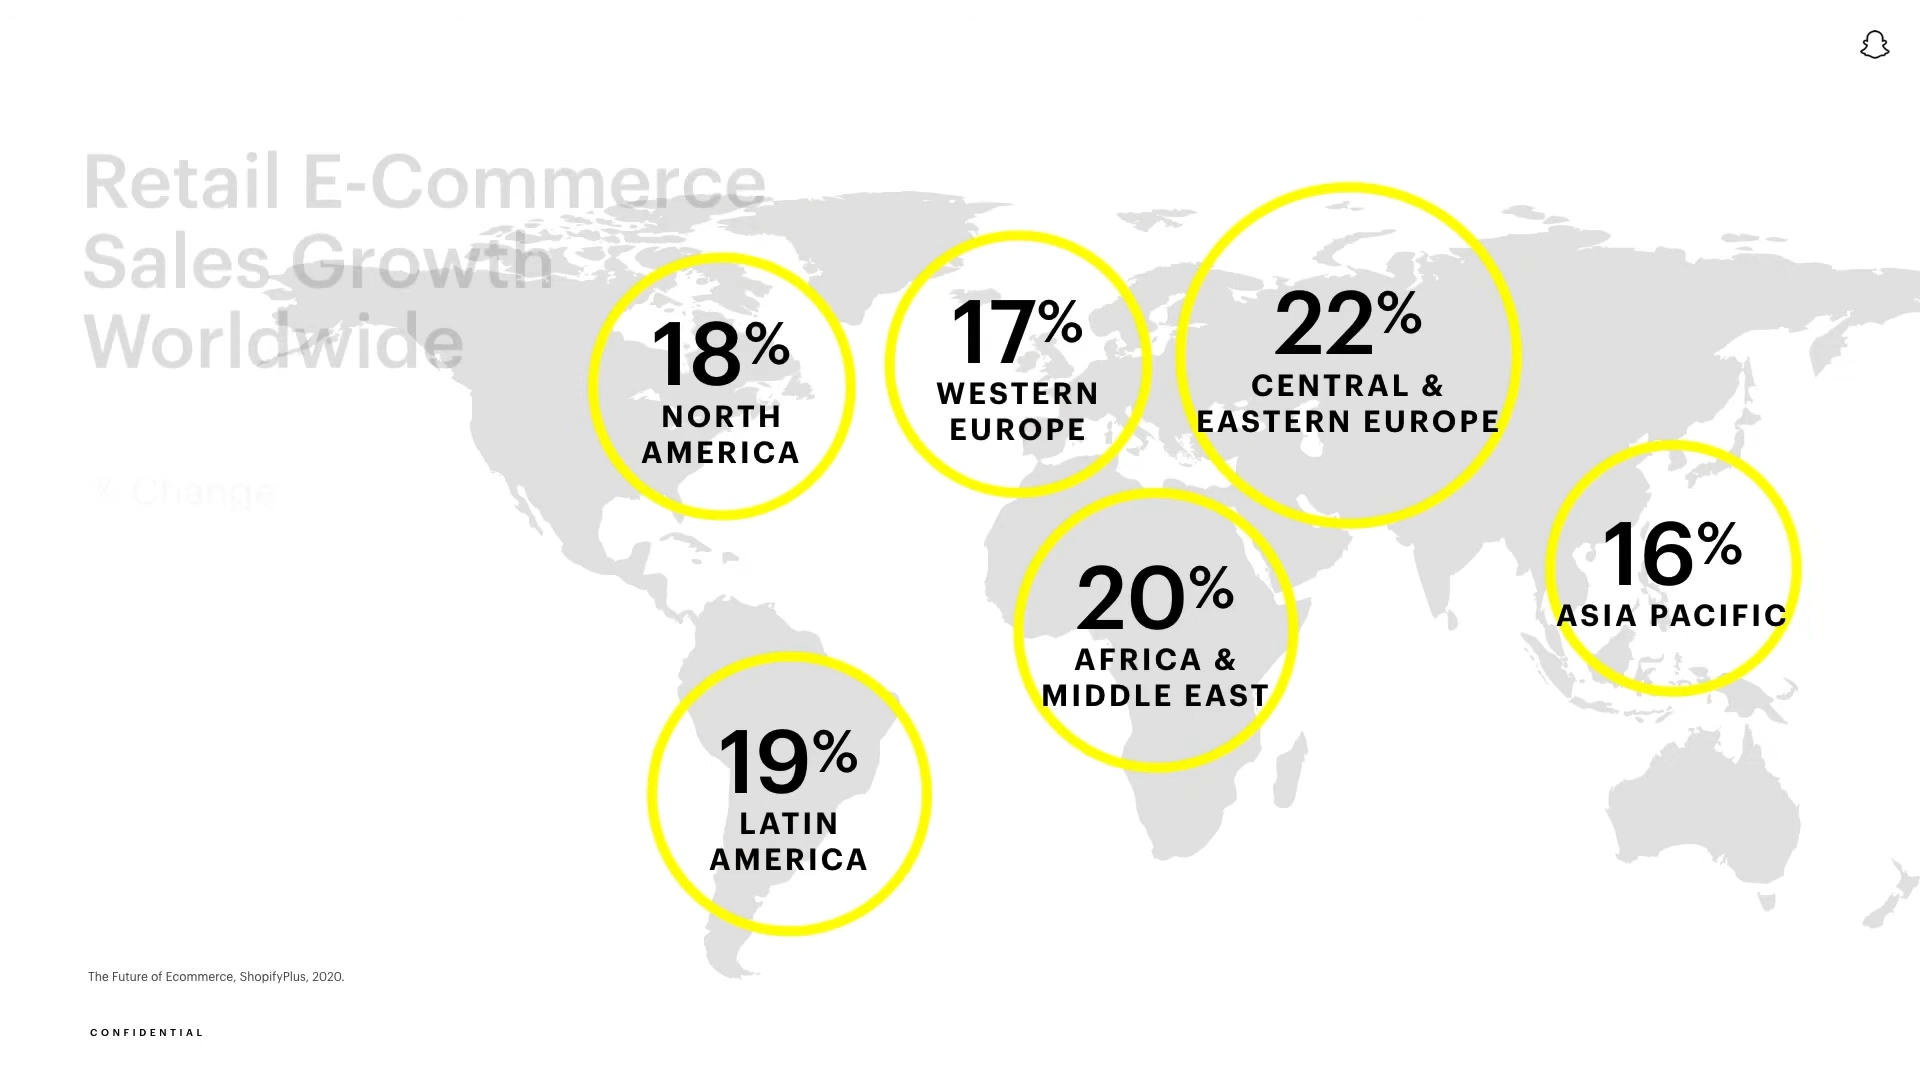 Retail E-Commerce
Sales Growth
Worldwide
% Change
18%
NORTH
AMERICA
17%
WESTERN
EUROPE
22%
CENTRAL &
EASTERN EUROPE
20%
AFRICA &
MIDDLE EAST
16%
ASIA PACIFIC
19%
LATIN
AMERICA
The Future of Ecommerce, ShopifyPlus, 2020.
CONFIDENTIAL